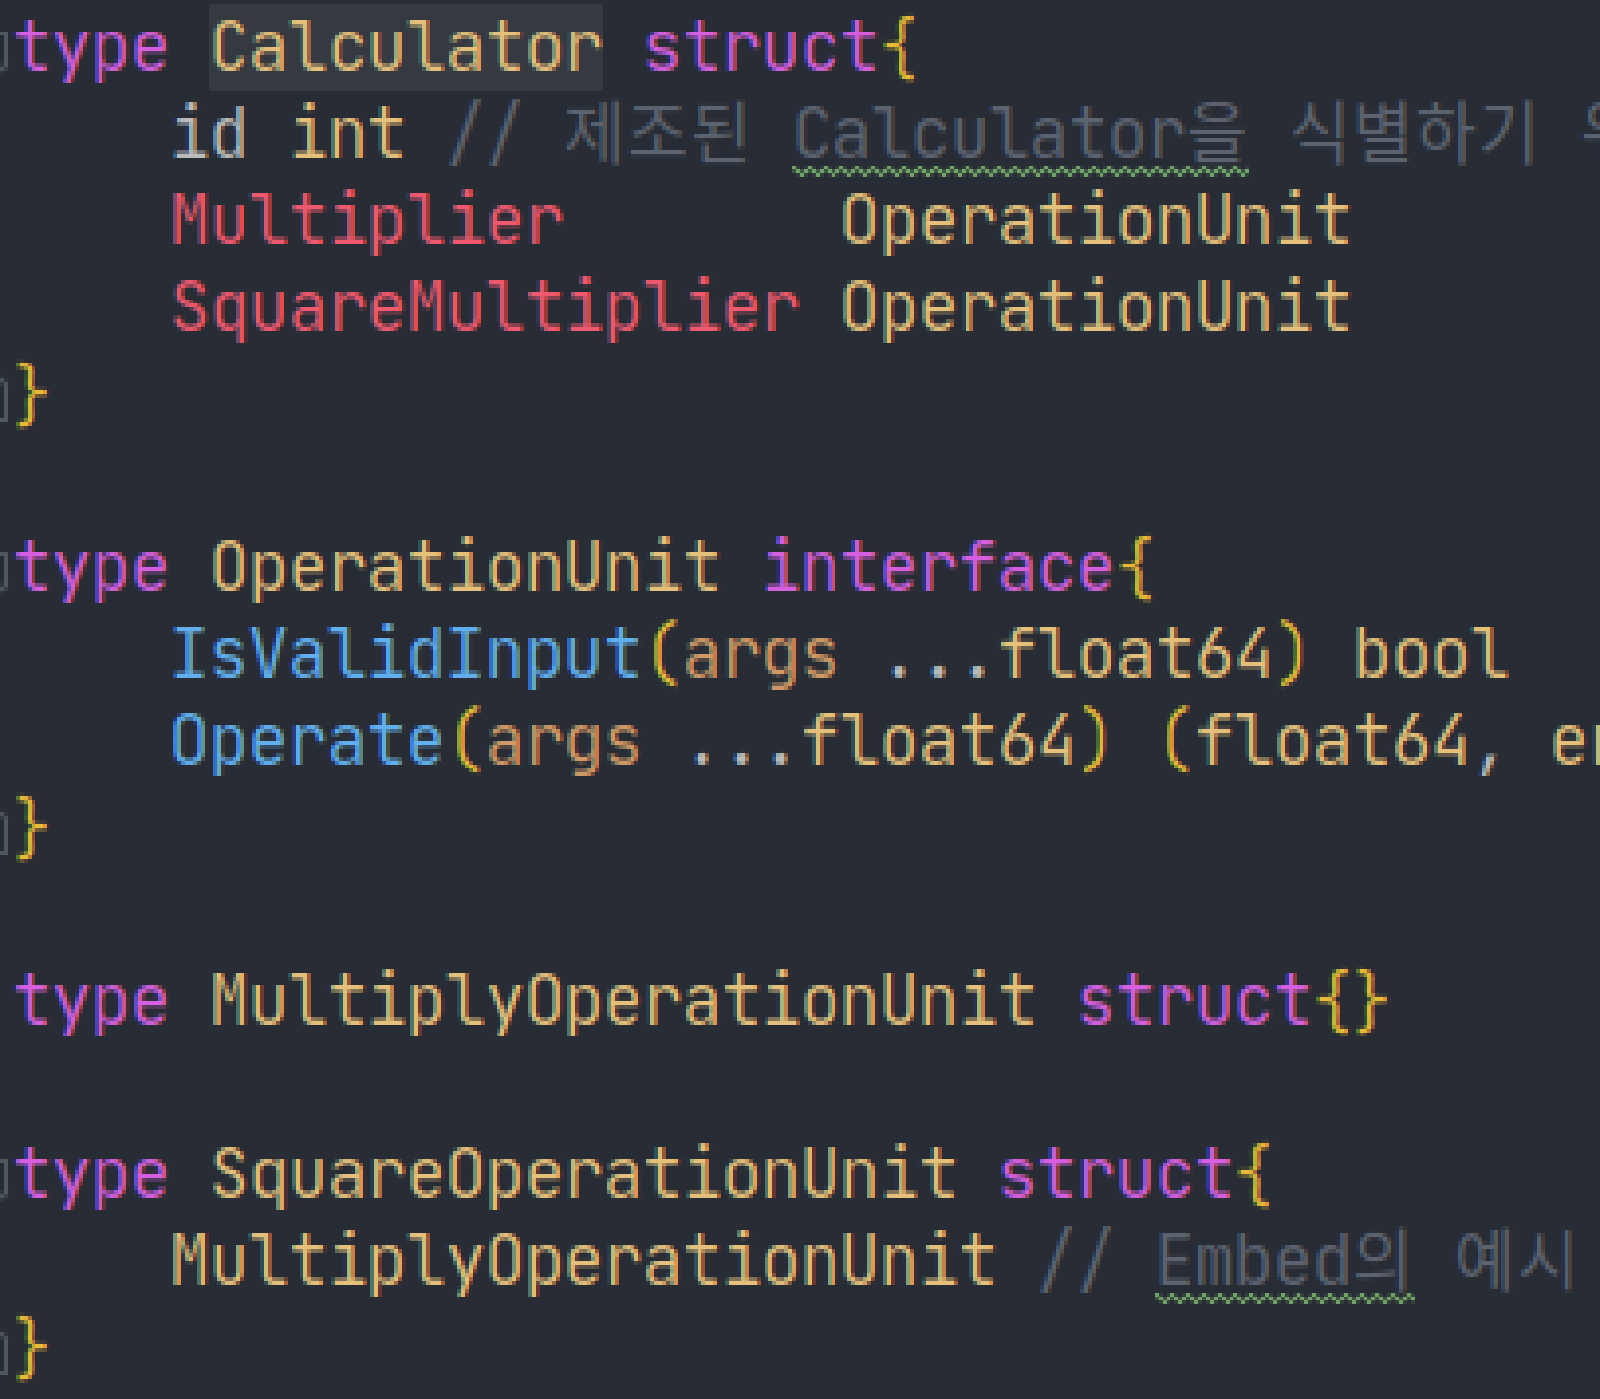 type Calculator struct{
id int // 제조된 Calculator을 식별하기
Multiplier OperationUnit
SquareMultiplier OperationUnit
}
type OperationUnit interface{
IsValidInput(args ...float64) bool
Operate(args ...float64) (float64,
}
type MultiplyOperationUnit struct{}
type SquareOperationUnit struct{
MultiplyOperationUnit // Embed의 예시
}